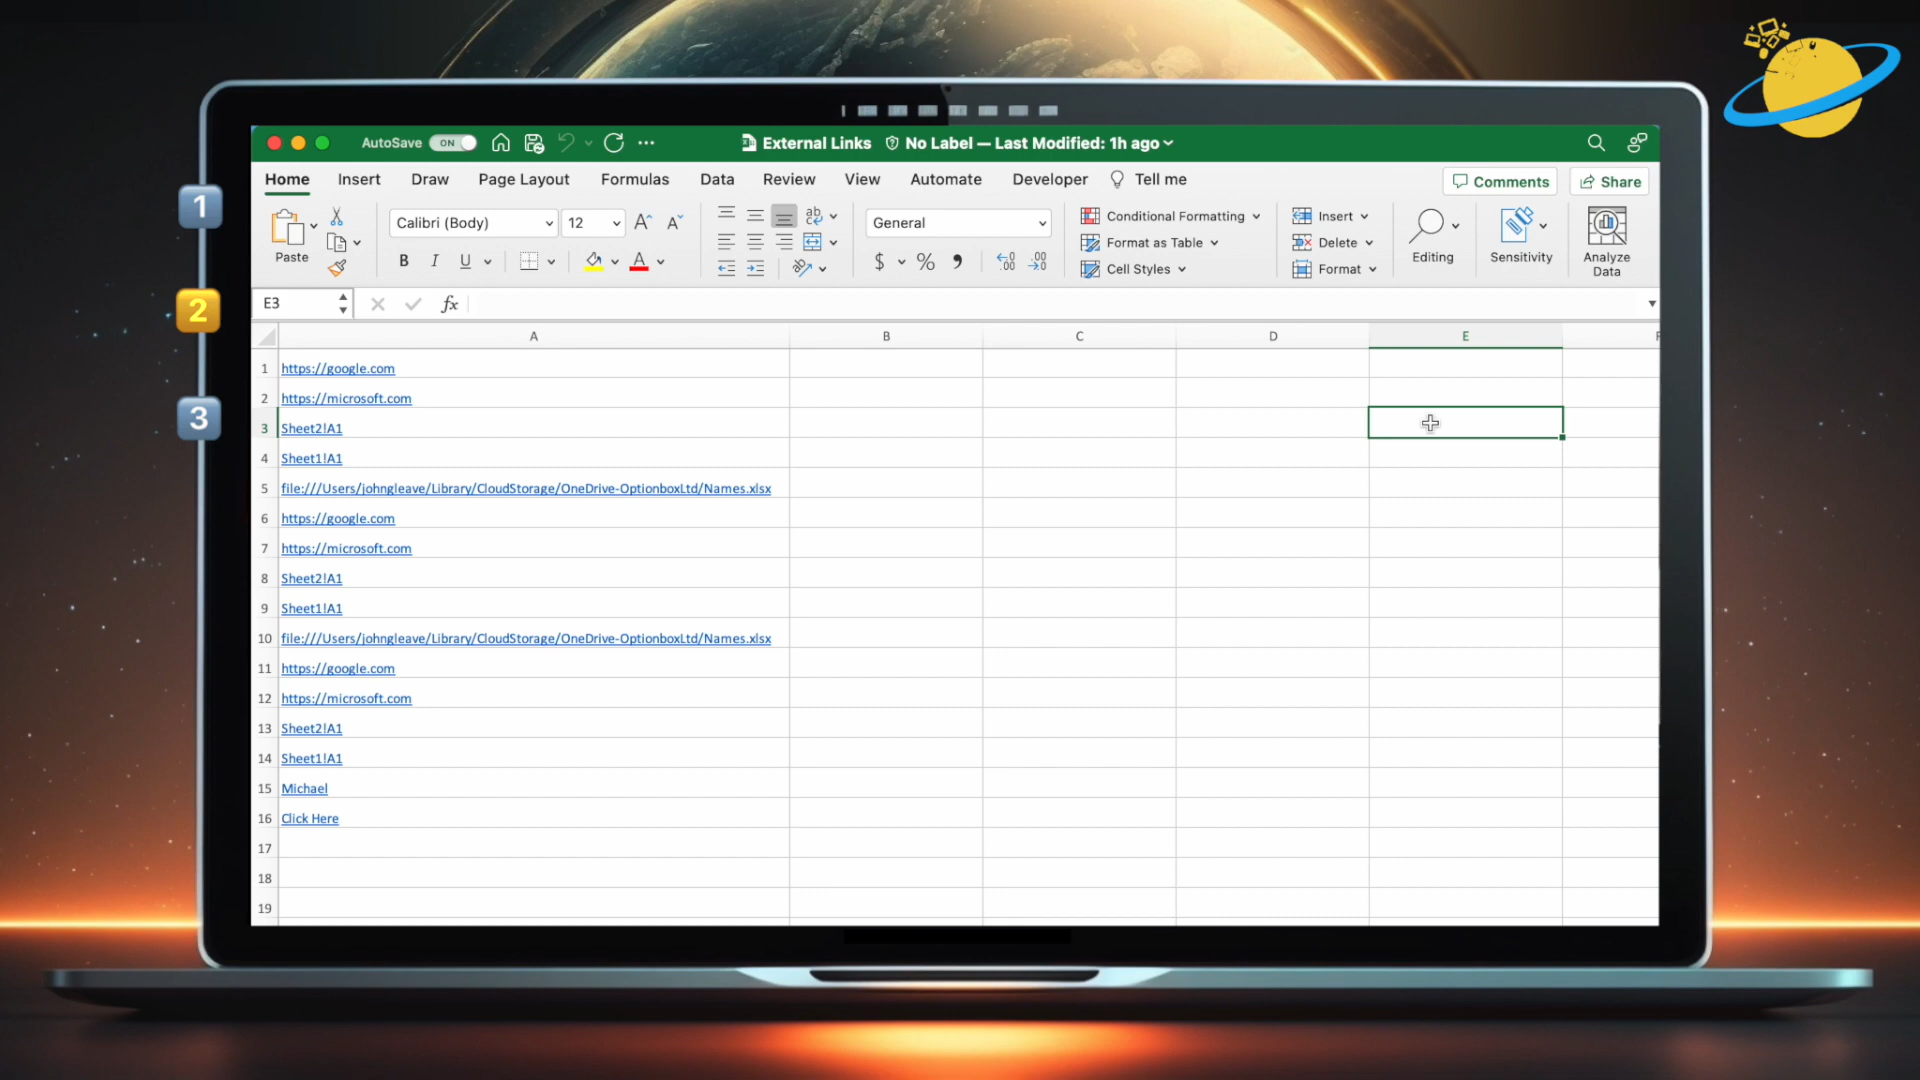 AutoSave ON External Links No Label — Last Modified: 1h ago
Home Insert Draw Page Layout Formulas Data Review View Automate Developer Tell me Comments Share
1
2
3
Paste
Calibri (Body) 12
A A
B I U A
ab
General
$ % 9 .00 .00
Conditional Formatting
Format as Table
Cell Styles
Insert
Delete
Format
Editing
Sensitivity
Analyze
Data
E3 fx
A B C D E F
1 https://google.com
2 https://microsoft.com
3 Sheet2!A1
4 Sheet1!A1
5 file:///Users/johngleave/Library/CloudStorage/OneDrive-OptionboxLtd/Names.xlsx
6 https://google.com
7 https://microsoft.com
8 Sheet2!A1
9 Sheet1!A1
10 file:///Users/johngleave/Library/CloudStorage/OneDrive-OptionboxLtd/Names.xlsx
11 https://google.com
12 https://microsoft.com
13 Sheet2!A1
14 Sheet1!A1
15 Michael
16 Click Here
17
18
19